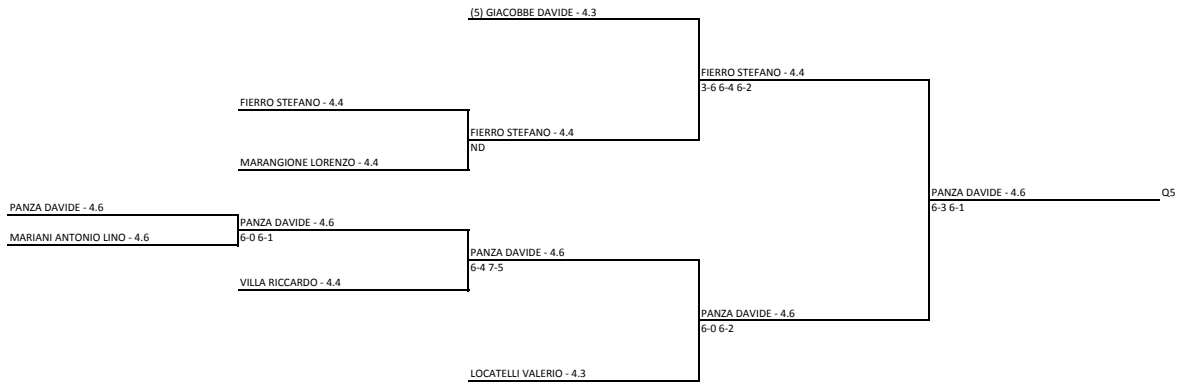 (5) GIACOBBE DAVIDE - 4.3
FIERRO STEFANO - 4.4
3-6 6-4 6-2
FIERRO STEFANO - 4.4
FIERRO STEFANO - 4.4
ND
MARANGIONE LORENZO - 4.4
PANZA DAVIDE - 4.6
Q5
6-3 6-1
PANZA DAVIDE - 4.6
PANZA DAVIDE - 4.6
6-0 6-1
MARIANI ANTONIO LINO - 4.6
PANZA DAVIDE - 4.6
6-4 7-5
VILLA RICCARDO - 4.4
PANZA DAVIDE - 4.6
6-0 6-2
LOCATELLI VALERIO - 4.3